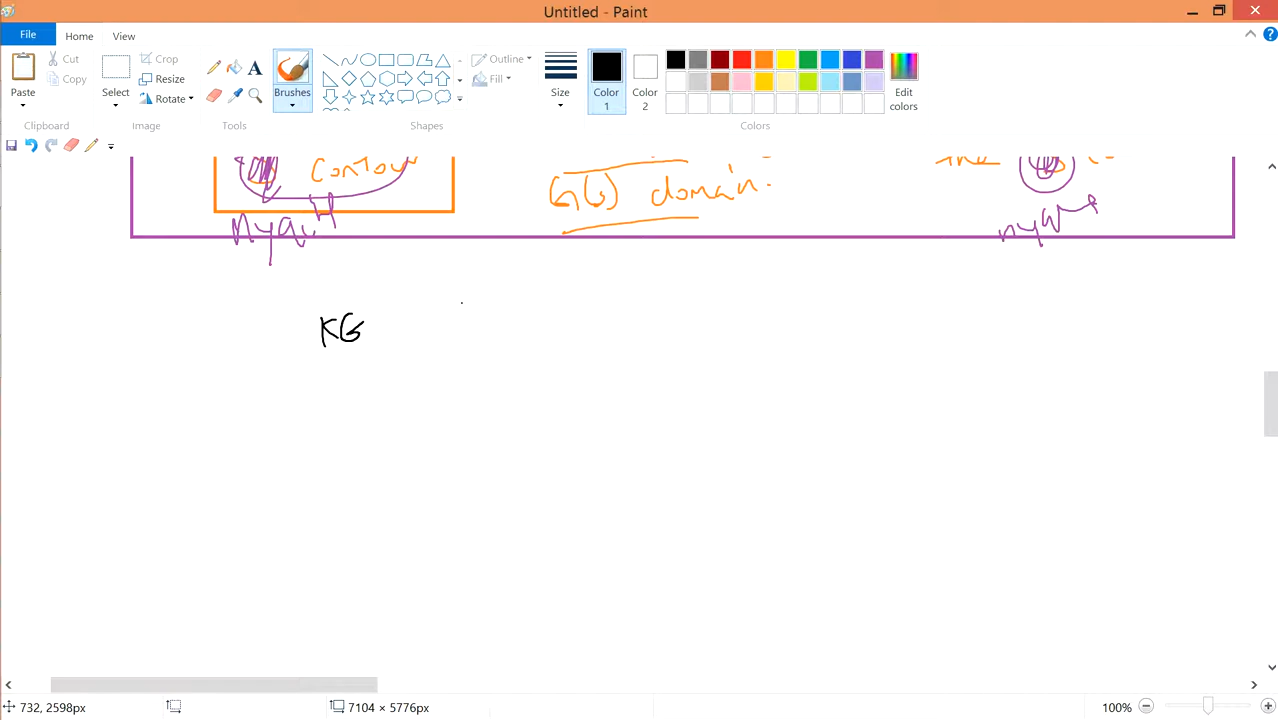 Untitled - Paint
File Home View
Cut
Copy
Paste
Clipboard
Select
Crop
Resize
Rotate
Image
Tools
Brushes
Outline
Fill
Shapes
Size
Color 1
Color 2
Edit colors
Colors
Contour
G(s) domain.
the
KG
732, 2598px
7104 × 5776px
100%